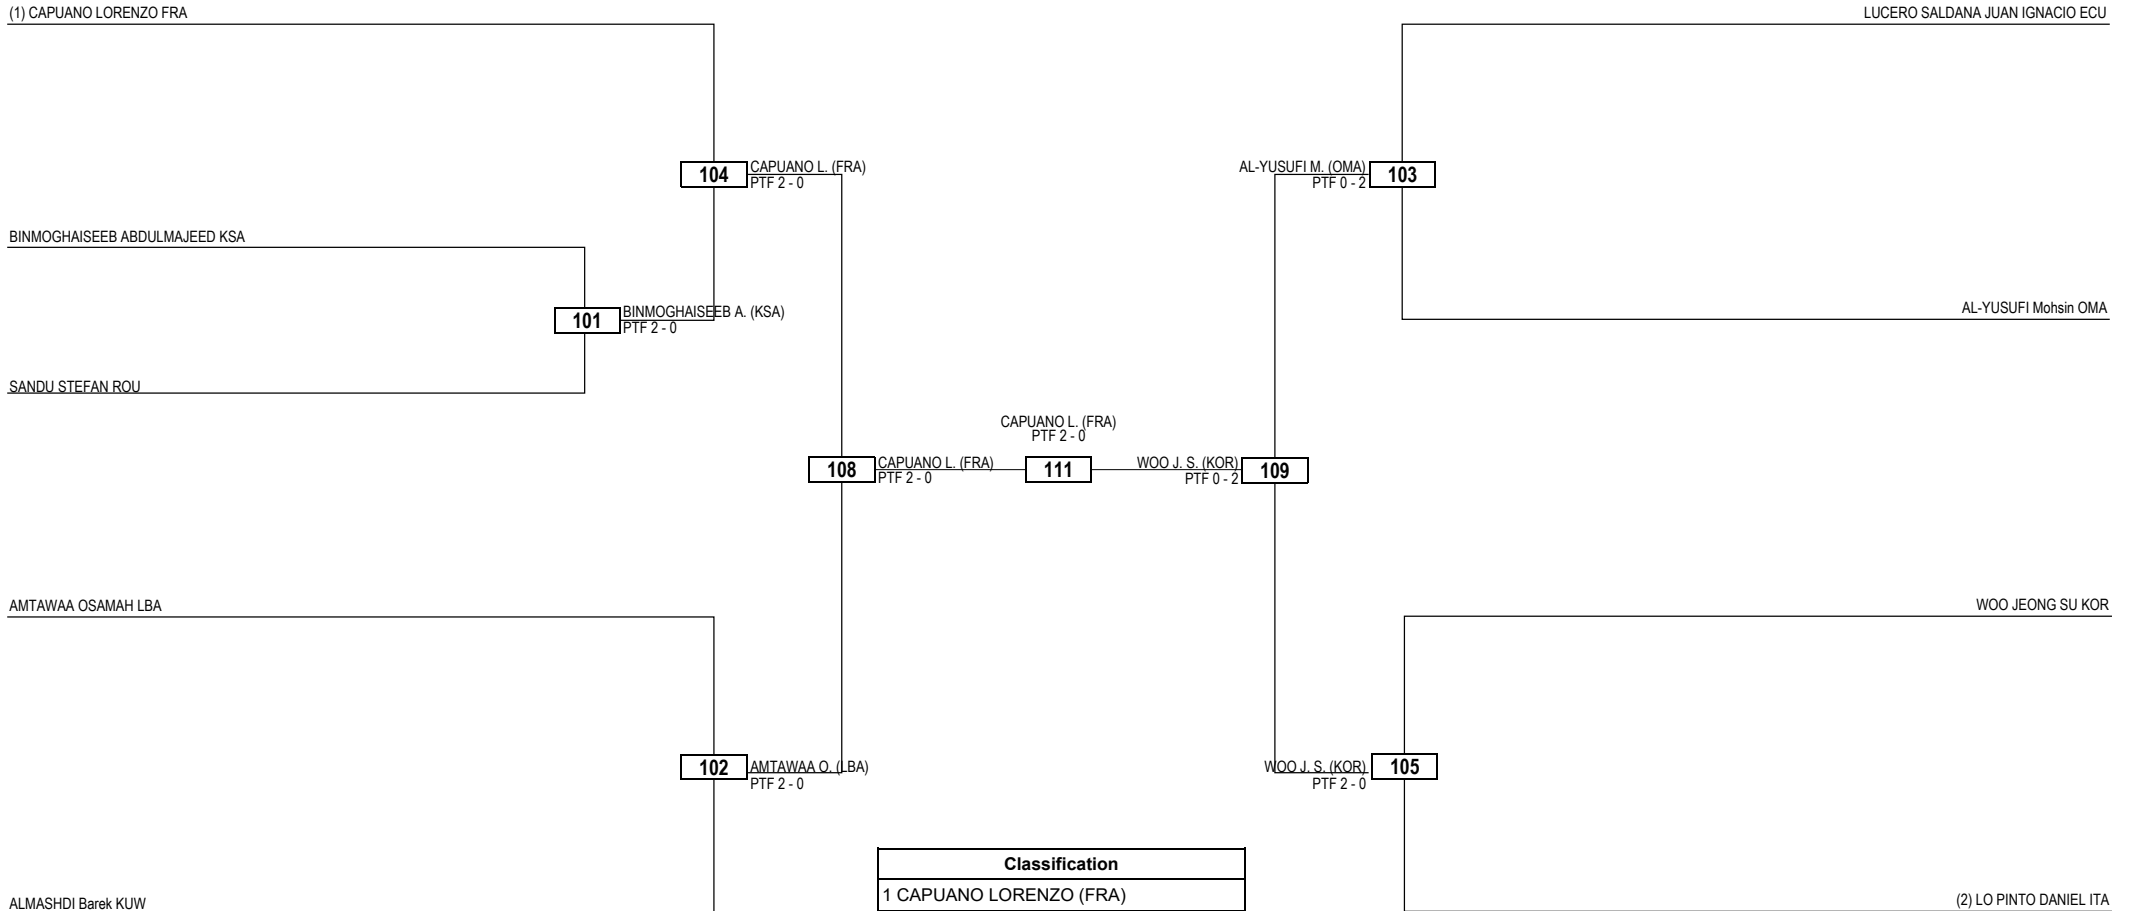 (1) CAPUANO LORENZO FRA
LUCERO SALDANA JUAN IGNACIO ECU
104
CAPUANO L. (FRA)
PTF 2 - 0
AL-YUSUFI M. (OMA)
PTF 0 - 2
103
BINMOGHAISEEB ABDULMAJEED KSA
101
BINMOGHAISEEB A. (KSA)
PTF 2 - 0
AL-YUSUFI Mohsin OMA
SANDU STEFAN ROU
CAPUANO L. (FRA)
PTF 2 - 0
108
CAPUANO L. (FRA)
PTF 2 - 0
111
WOO J. S. (KOR)
PTF 0 - 2
109
AMTAWAA OSAMAH LBA
WOO JEONG SU KOR
102
AMTAWAA O. (LBA)
PTF 2 - 0
WOO J. S. (KOR)
PTF 2 - 0
105
Classification
1 CAPUANO LORENZO (FRA)
ALMASHDI Barek KUW
(2) LO PINTO DANIEL ITA